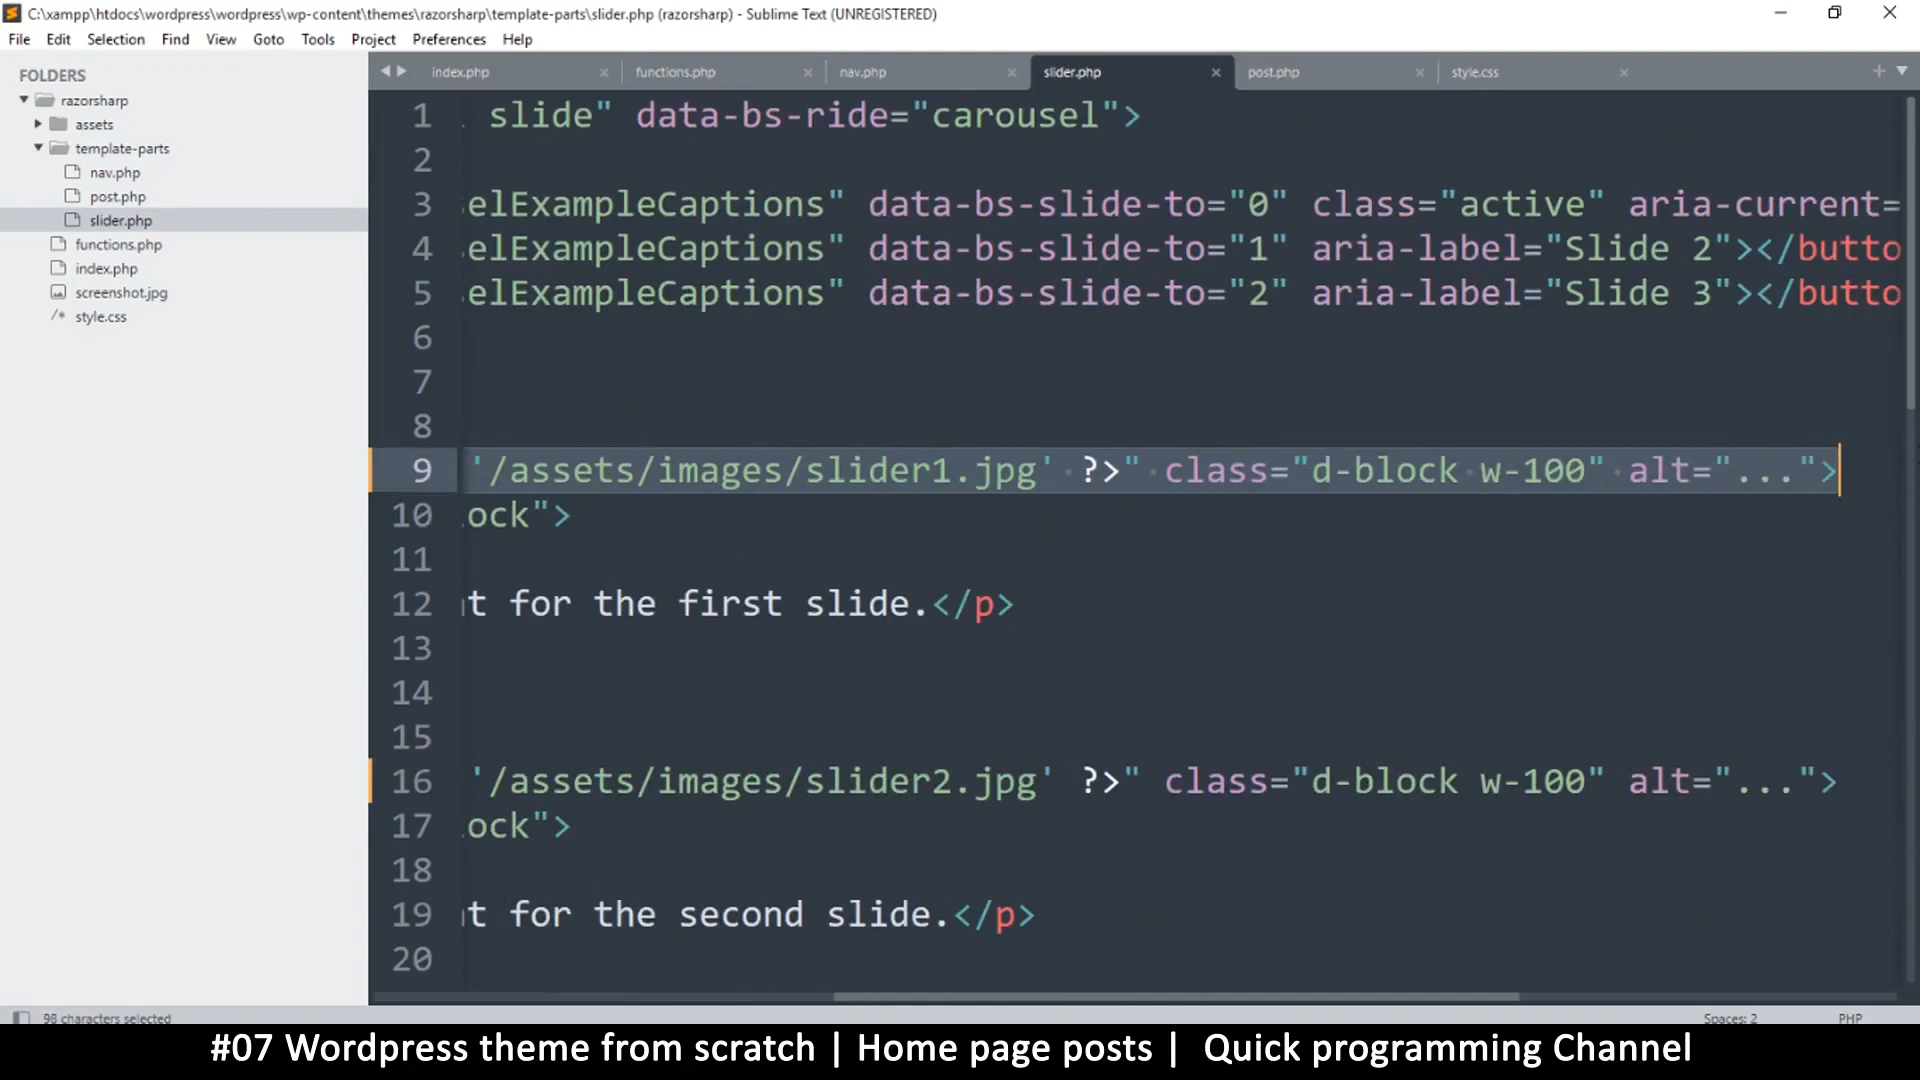 C:\xampp\htdocs\wordpress\wordpress\wp-content\themes\razorsharp\template-parts\slider.php (razorsharp) - Sublime Text (UNREGISTERED)
File Edit Selection Find View Goto Tools Project Preferences Help
FOLDERS
razorsharp
assets
template-parts
nav.php
post.php
slider.php
functions.php
index.php
screenshot.jpg
/* style.css
index.php functions.php nav.php slider.php post.php style.css
1 slide" data-bs-ride="carousel">
2
3 elExampleCaptions" data-bs-slide-to="0" class="active" aria-current=
4 elExampleCaptions" data-bs-slide-to="1" aria-label="Slide 2"></butto
5 elExampleCaptions" data-bs-slide-to="2" aria-label="Slide 3"></butto
6
7
8
9 '/assets/images/slider1.jpg' ?>" class="d-block w-100" alt="...">
10 ock">
11
12 t for the first slide.</p>
13
14
15
16 '/assets/images/slider2.jpg' ?>" class="d-block w-100" alt="...">
17 ock">
18
19 t for the second slide.</p>
20
98 characters selected Spaces: 2 PHP
#07 Wordpress theme from scratch | Home page posts | Quick programming Channel